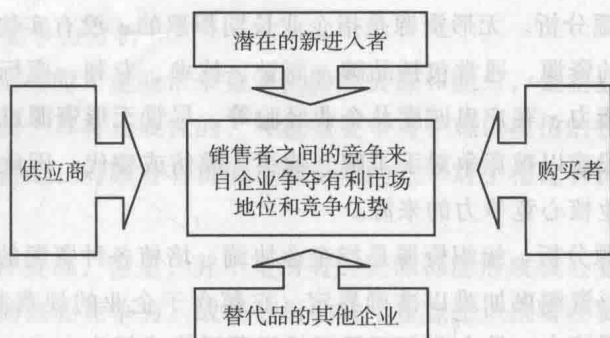 潜在的新进入者
供应商
销售者之间的竞争来
自企业争夺有利市场
地位和竞争优势
购买者
替代品的其他企业